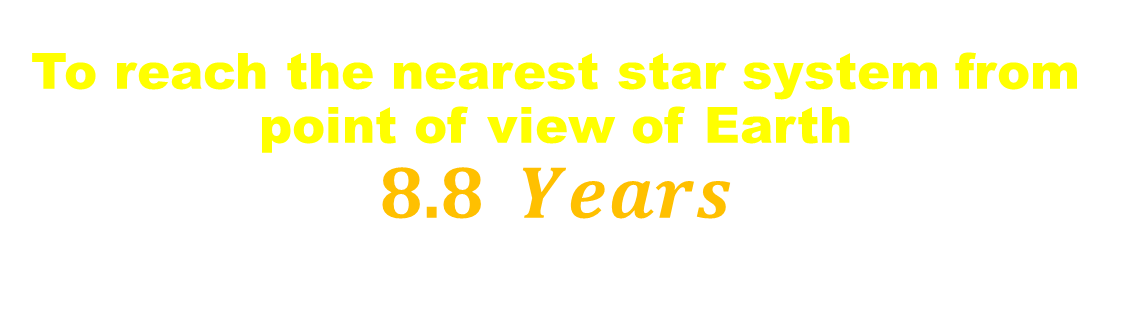 To reach the nearest star system from
point of view of Earth
8.8 Years